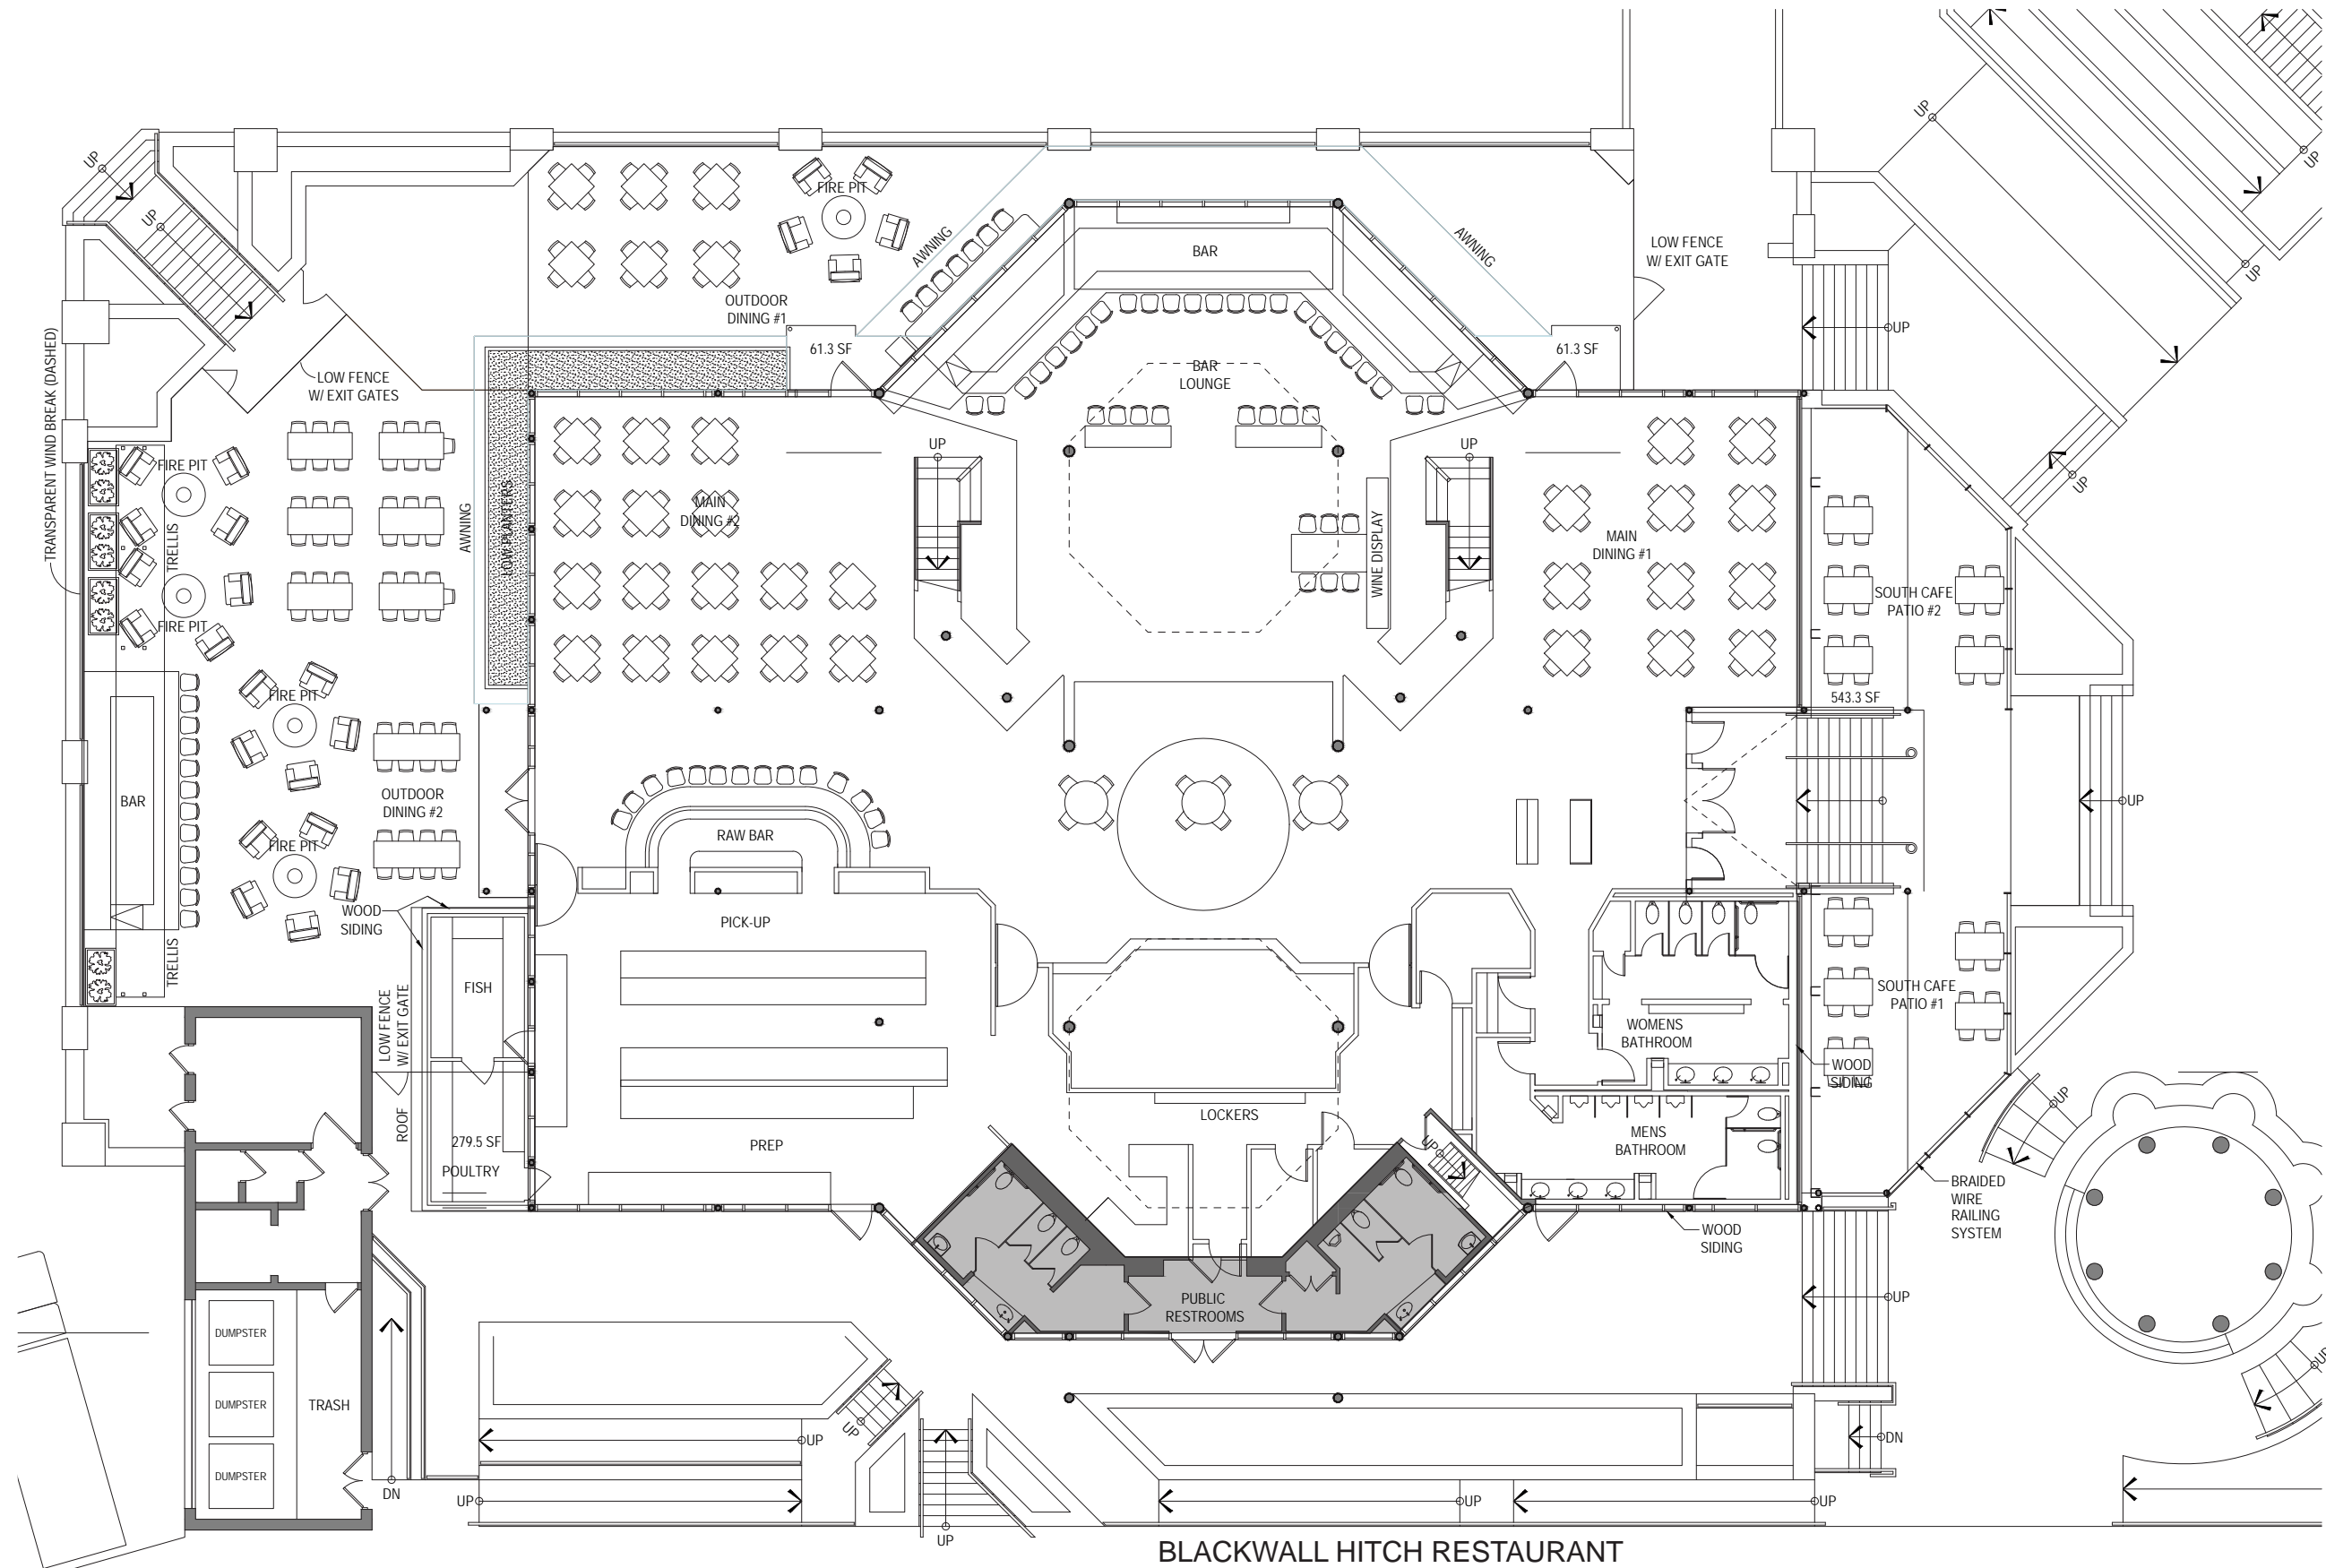 UP
UP
FIRE PIT
AWNING
AWNING
BAR
LOW FENCE
W/ EXIT GATE
UP
UP
UP
UP
OUTDOOR
DINING #1
61.3 SF
61.3 SF
BAR
LOUNGE
TRANSPARENT WIND BREAK (DASHED)
LOW FENCE
W/ EXIT GATES
UP
UP
UP
FIRE PIT
TRELLIS
AWNING
LOW PLANTERS
MAIN
DINING #2
WINE DISPLAY
MAIN
DINING #1
SOUTH CAFE
PATIO #2
FIRE PIT
FIRE PIT
543.3 SF
BAR
OUTDOOR
DINING #2
UP
RAW BAR
FIRE PIT
WOOD
SIDING
PICK-UP
TRELLIS
FISH
LOW FENCE
W/ EXIT GATE
SOUTH CAFE
PATIO #1
WOMENS
BATHROOM
WOOD
SIDING
ROOF
LOCKERS
UP
279.5 SF
POULTRY
PREP
UP
MENS
BATHROOM
BRAIDED
WIRE
RAILING
SYSTEM
WOOD
SIDING
PUBLIC
RESTROOMS
UP
DUMPSTER
DUMPSTER
DUMPSTER
TRASH
UP
UP
UP
DN
DN
UP
UP
UP
UP
BLACKWALL HITCH RESTAURANT